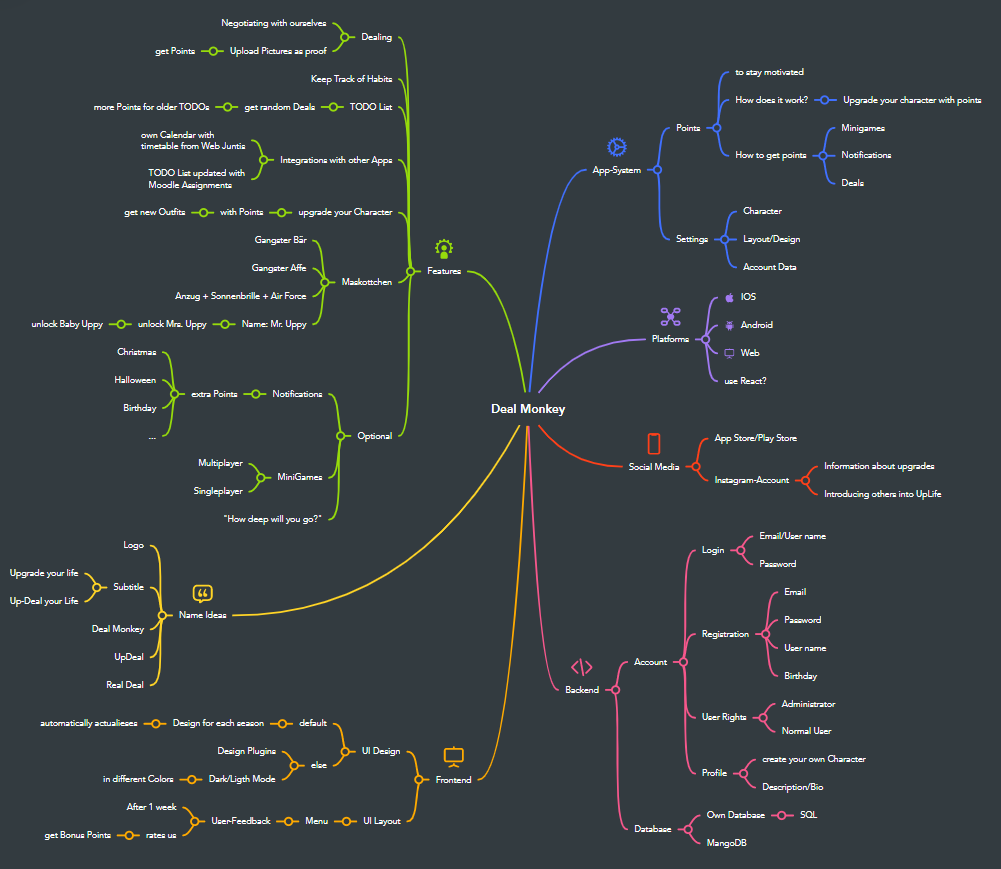 Deal Monkey
App-System
Points
to stay motivated
How does it work?
Upgrade your character with points
How to get points
Minigames
Notifications
Deals
Settings
Character
Layout/Design
Account Data
Platforms
IOS
Android
Web
use React?
Social Media
App Store/Play Store
Instagram-Account
Information about upgrades
Introducing others into UpLife
Backend
Account
Login
Email/User name
Password
Registration
Email
Password
User name
Birthday
User Rights
Administrator
Normal User
Profile
create your own Character
Description/Bio
Database
Own Database
SQL
MangoDB
Features
Dealing
Negotiating with ourselves
Upload Pictures as proof
get Points
Keep Track of Habits
TODO List
get random Deals
more Points for older TODOs
Integrations with other Apps
own Calendar with
timetable from Web Juntis
TODO List updated with
Moodle Assignments
upgrade your Character
with Points
get new Outfits
Maskottchen
Gangster Bär
Gangster Affe
Anzug + Sonnenbrille + Air Force
Name: Mr. Uppy
unlock Mrs. Uppy
unlock Baby Uppy
Optional
Notifications
extra Points
Christmas
Halloween
Birthday
...
MiniGames
Multiplayer
Singleplayer
"How deep will you go?"
Name Ideas
Logo
Subtitle
Upgrade your life
Up-Deal your Life
Deal Monkey
UpDeal
Real Deal
Frontend
UI Design
default
Design for each season
automatically actualieses
else
Design Plugins
Dark/Ligth Mode
in different Colors
UI Layout
Menu
User-Feedback
After 1 week
rates us
get Bonus Points